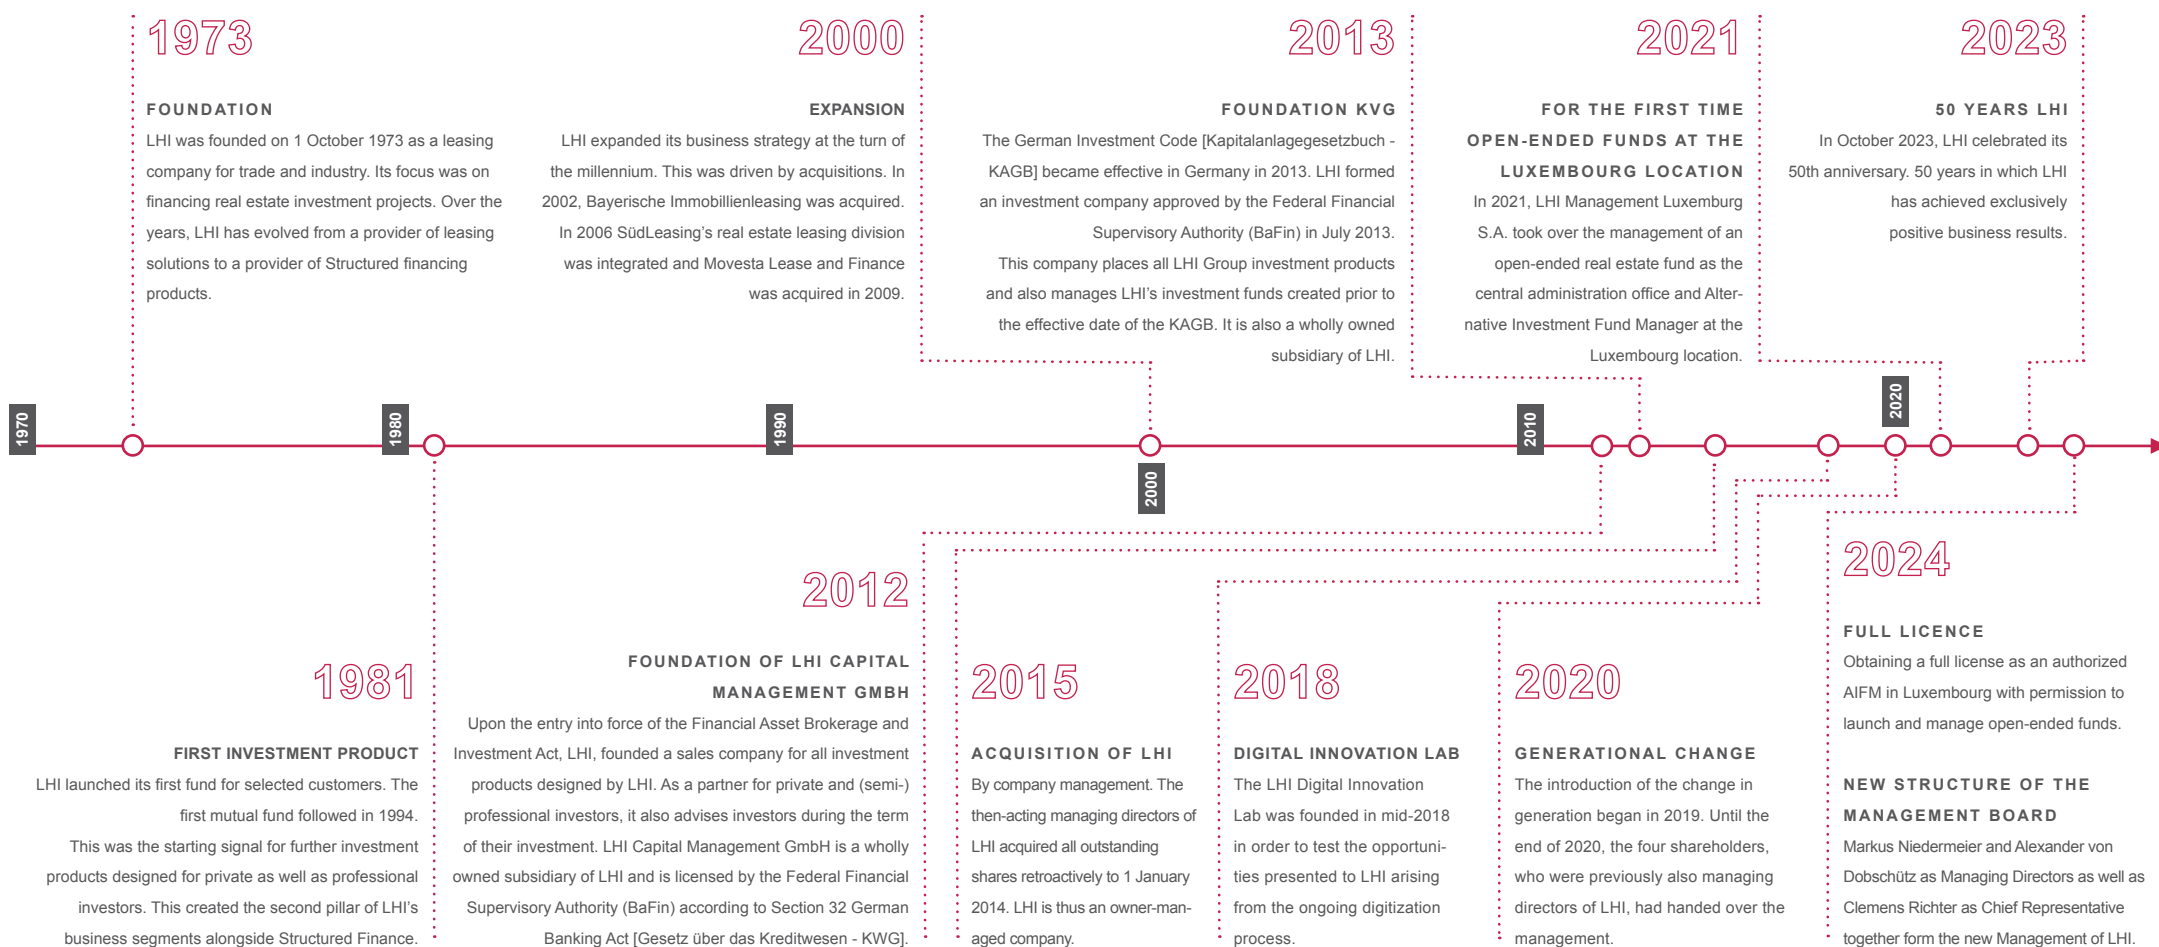 1973
FOUNDATION
LHI was founded on 1 October 1973 as a leasing
company for trade and industry. Its focus was on
financing real estate investment projects. Over the
years, LHI has evolved from a provider of leasing
solutions to a provider of Structured financing
products.
2000
EXPANSION
LHI expanded its business strategy at the turn of
the millennium. This was driven by acquisitions. In
2002, Bayerische Immobillienleasing was acquired.
In 2006 SüdLeasing's real estate leasing division
was integrated and Movesta Lease and Finance
was acquired in 2009.
2013
FOUNDATION KVG
The German Investment Code [Kapitalanlagegesetzbuch -
KAGB] became effective in Germany in 2013. LHI formed
an investment company approved by the Federal Financial
Supervisory Authority (BaFin) in July 2013.
This company places all LHI Group investment products
and also manages LHI's investment funds created prior to
the effective date of the KAGB. It is also a wholly owned
subsidiary of LHI.
2021
FOR THE FIRST TIME
OPEN-ENDED FUNDS AT THE
LUXEMBOURG LOCATION
In 2021, LHI Management Luxemburg
S.A. took over the management of an
open-ended real estate fund as the
central administration office and Alter-
native Investment Fund Manager at the
Luxembourg location.
2023
50 YEARS LHI
In October 2023, LHI celebrated its
50th anniversary. 50 years in which LHI
has achieved exclusively
positive business results.
1970
1980
1990
2000
2010
2020
1981
FIRST INVESTMENT PRODUCT
LHI launched its first fund for selected customers. The
first mutual fund followed in 1994.
This was the starting signal for further investment
products designed for private as well as professional
investors. This created the second pillar of LHI's
business segments alongside Structured Finance.
2012
FOUNDATION OF LHI CAPITAL
MANAGEMENT GMBH
Upon the entry into force of the Financial Asset Brokerage and
Investment Act, LHI, founded a sales company for all investment
products designed by LHI. As a partner for private and (semi-)
professional investors, it also advises investors during the term
of their investment. LHI Capital Management GmbH is a wholly
owned subsidiary of LHI and is licensed by the Federal Financial
Supervisory Authority (BaFin) according to Section 32 German
Banking Act [Gesetz über das Kreditwesen - KWG].
2015
ACQUISITION OF LHI
By company management. The
then-acting managing directors of
LHI acquired all outstanding
shares retroactively to 1 January
2014. LHI is thus an owner-man-
aged company.
2018
DIGITAL INNOVATION LAB
The LHI Digital Innovation
Lab was founded in mid-2018
in order to test the opportuni-
ties presented to LHI arising
from the ongoing digitization
process.
2020
GENERATIONAL CHANGE
The introduction of the change in
generation began in 2019. Until the
end of 2020, the four shareholders,
who were previously also managing
directors of LHI, had handed over the
management.
2024
FULL LICENCE
Obtaining a full license as an authorized
AIFM in Luxembourg with permission to
launch and manage open-ended funds.
NEW STRUCTURE OF THE
MANAGEMENT BOARD
Markus Niedermeier and Alexander von
Dobschütz as Managing Directors as well as
Clemens Richter as Chief Representative
together form the new Management of LHI.